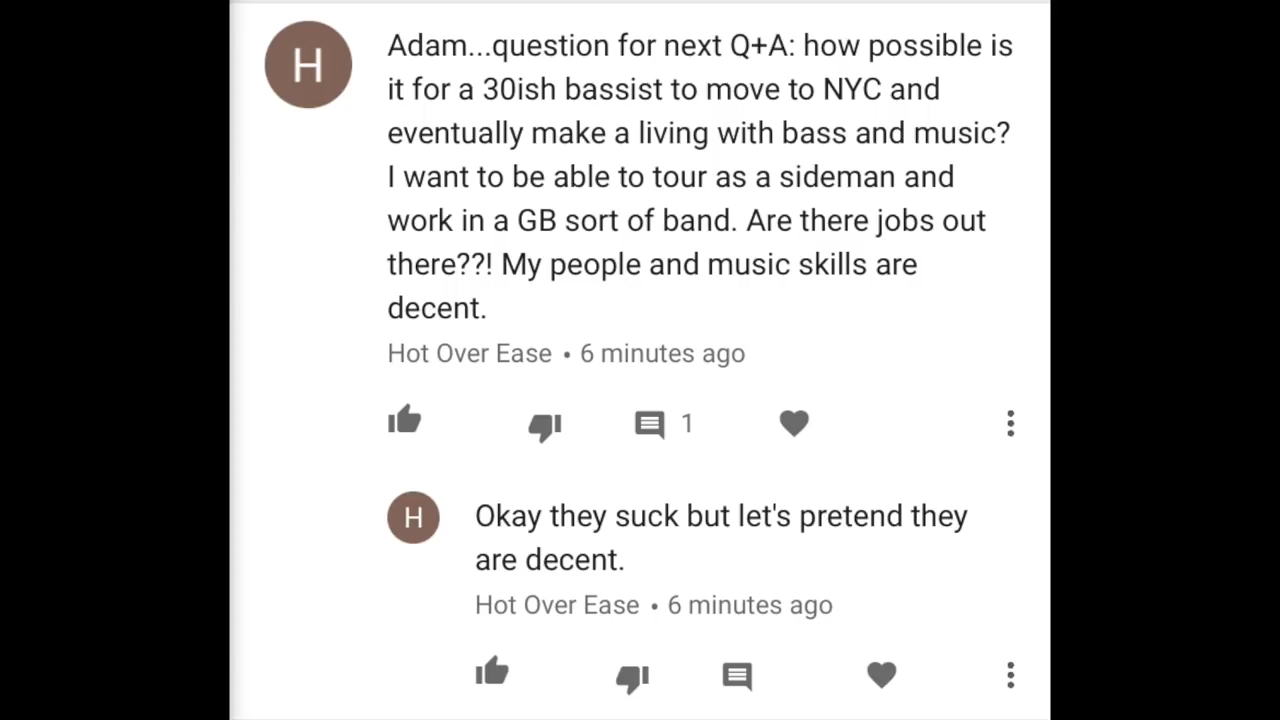 H
Adam...question for next Q+A: how possible is
it for a 30ish bassist to move to NYC and
eventually make a living with bass and music?
I want to be able to tour as a sideman and
work in a GB sort of band. Are there jobs out
there??! My people and music skills are
decent.
Hot Over Ease • 6 minutes ago
1
H
Okay they suck but let's pretend they
are decent.
Hot Over Ease • 6 minutes ago